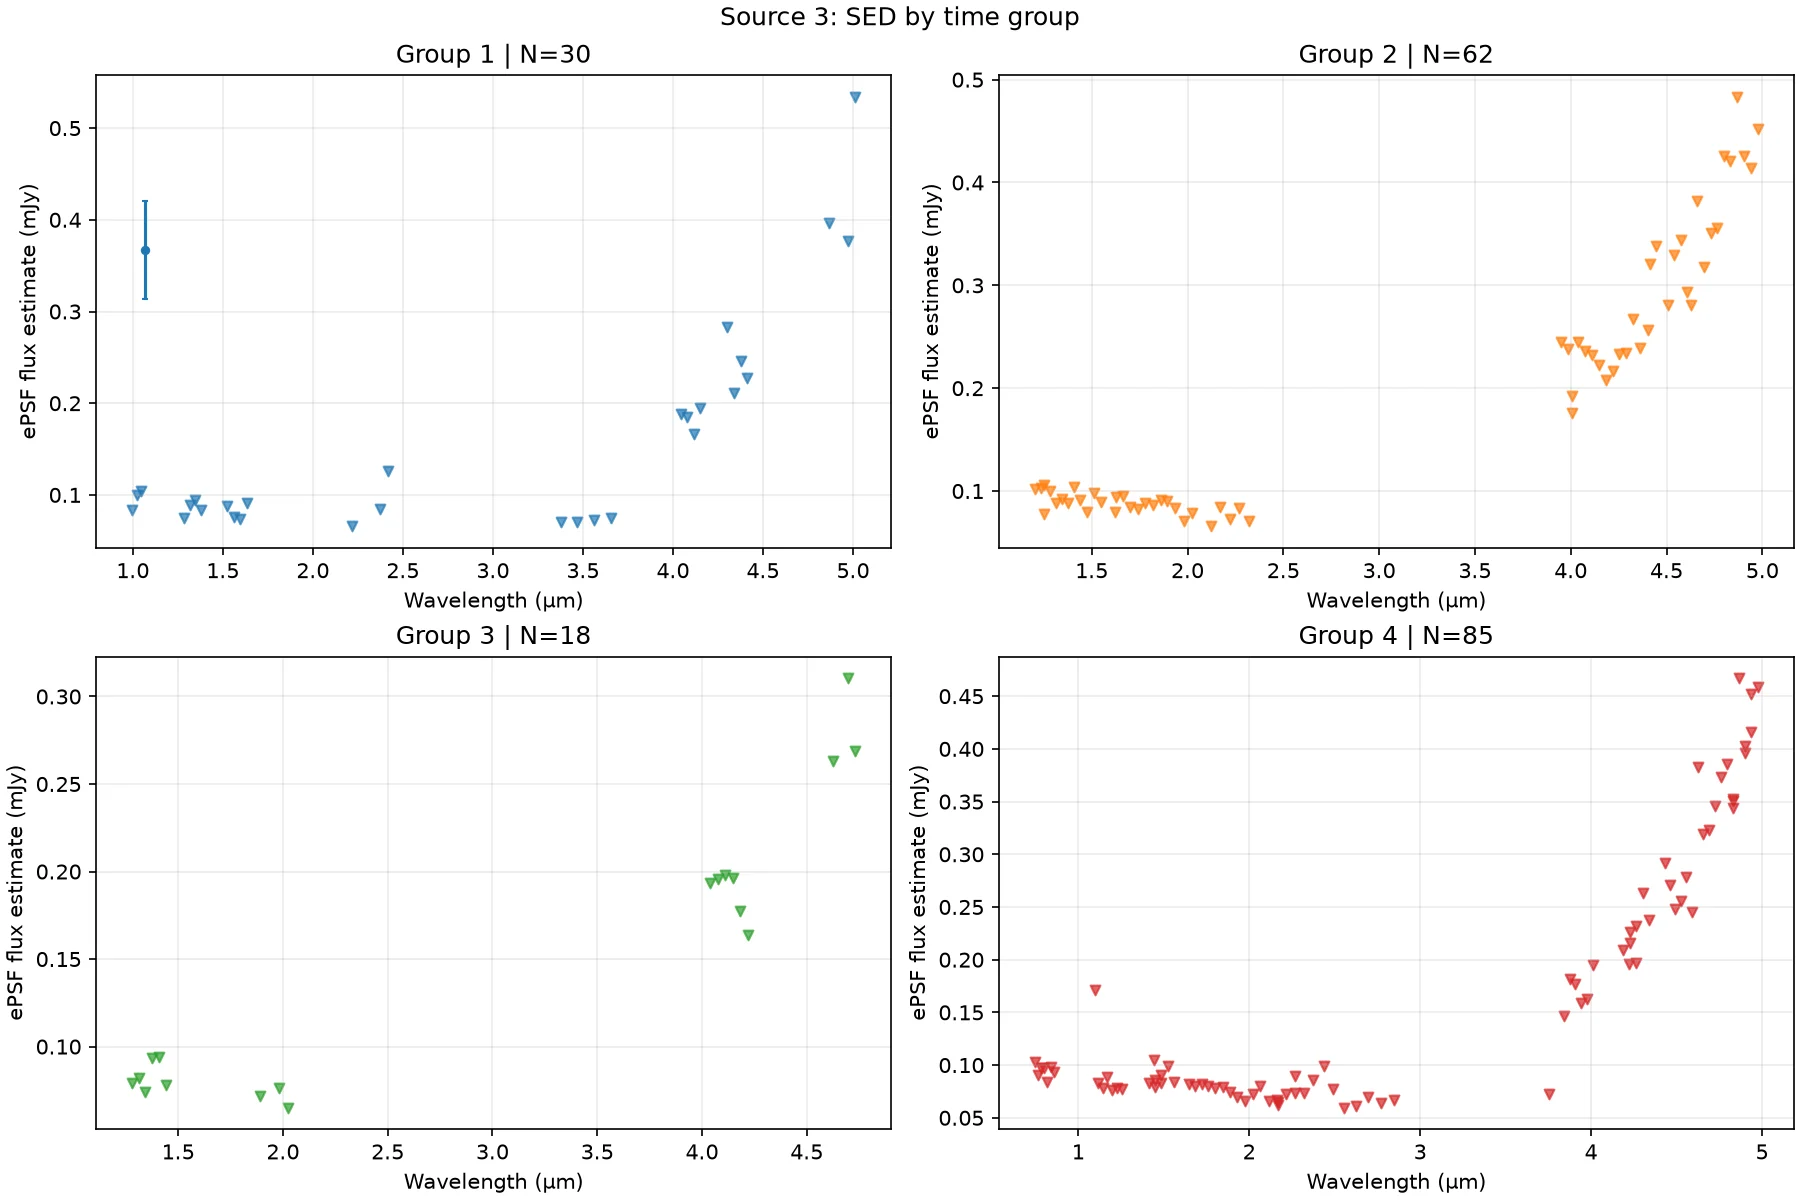 Source 3: SED by time group
Group 1 | N=30
ePSF flux estimate (mJy)
0.5
0.4
0.3
0.2
0.1
1.0 1.5 2.0 2.5 3.0 3.5 4.0 4.5 5.0
Wavelength (μm)
Group 2 | N=62
ePSF flux estimate (mJy)
0.5
0.4
0.3
0.2
0.1
1.5 2.0 2.5 3.0 3.5 4.0 4.5 5.0
Wavelength (μm)
Group 3 | N=18
ePSF flux estimate (mJy)
0.30
0.25
0.20
0.15
0.10
1.5 2.0 2.5 3.0 3.5 4.0 4.5
Wavelength (μm)
Group 4 | N=85
ePSF flux estimate (mJy)
0.45
0.40
0.35
0.30
0.25
0.20
0.15
0.10
0.05
1 2 3 4 5
Wavelength (μm)